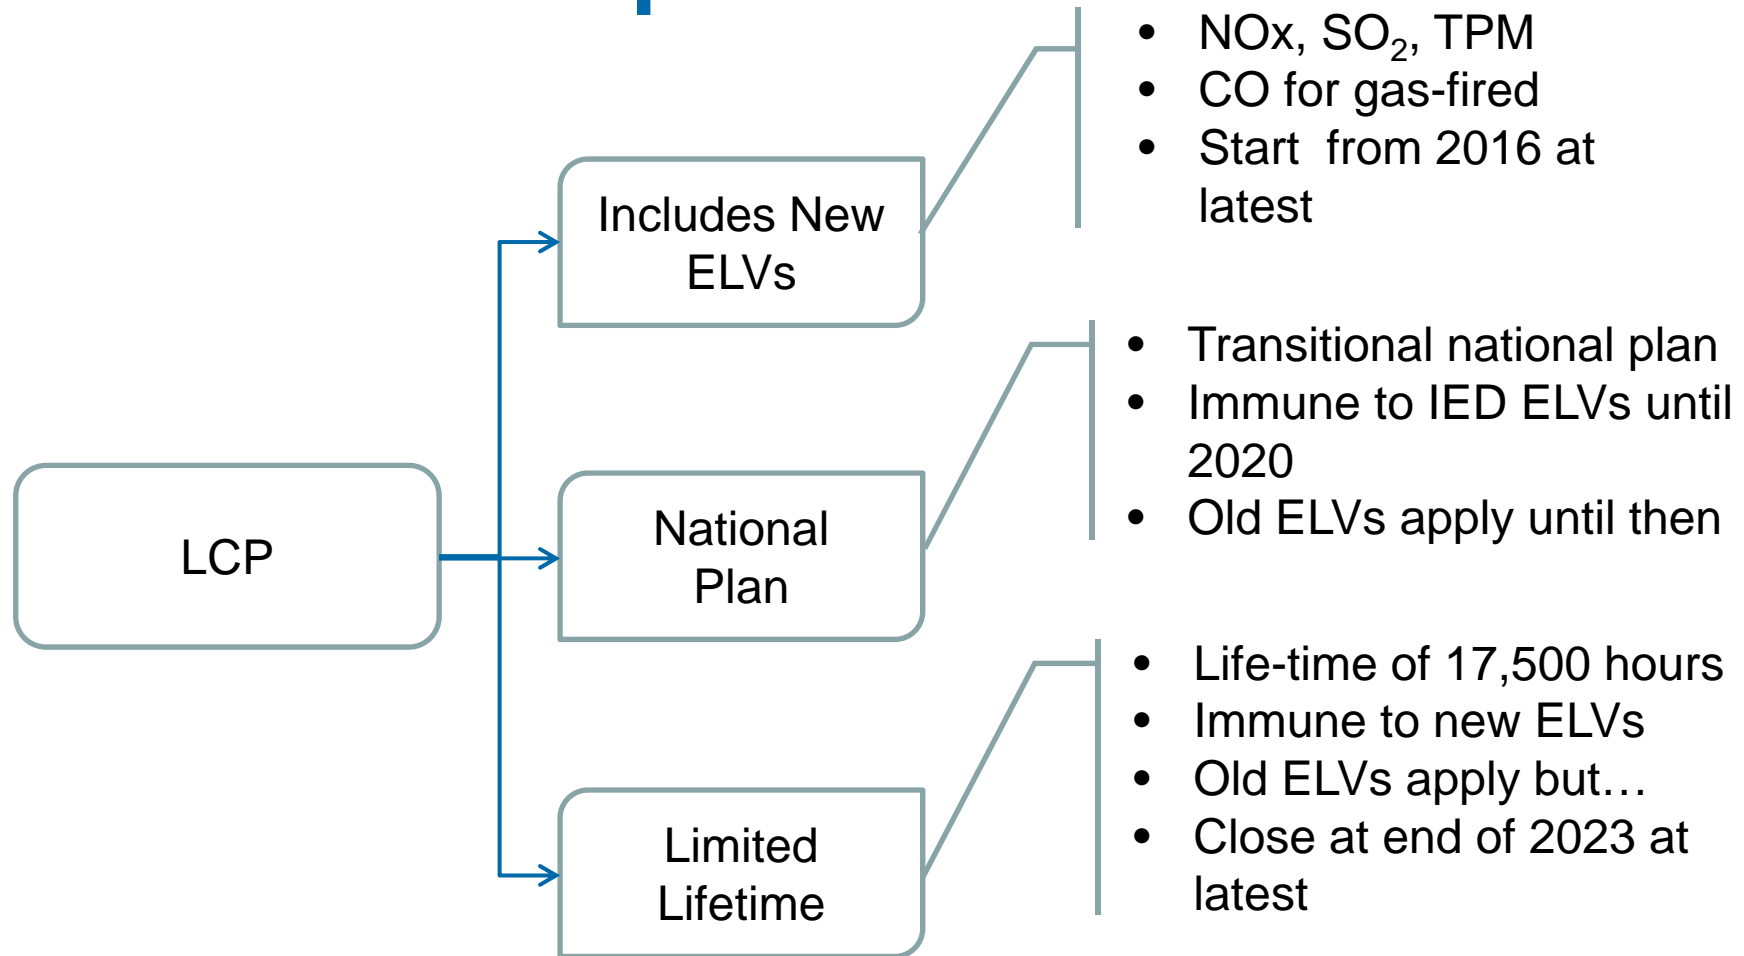 LCP
Includes New
ELVs
• NOx, SO₂, TPM
• CO for gas-fired
• Start from 2016 at
latest
National
Plan
• Transitional national plan
• Immune to IED ELVs until
2020
• Old ELVs apply until then
Limited
Lifetime
• Life-time of 17,500 hours
• Immune to new ELVs
• Old ELVs apply but…
• Close at end of 2023 at
latest